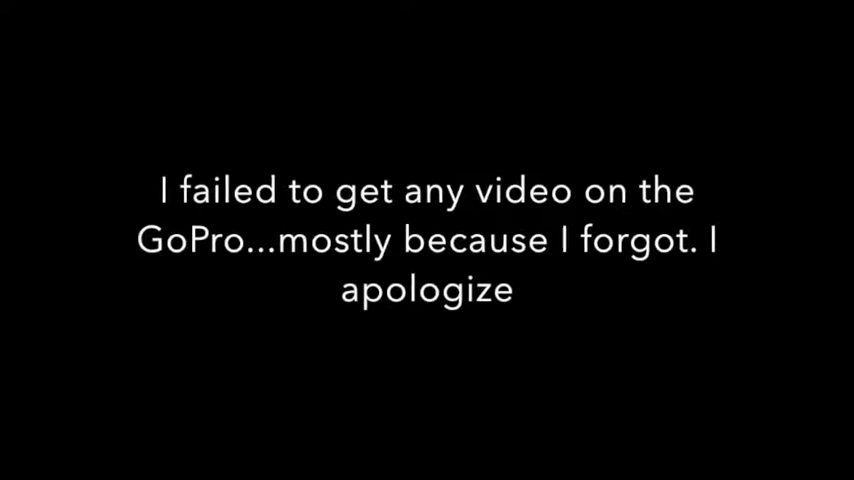 I failed to get any video on the
GoPro...mostly because I forgot. I
apologize